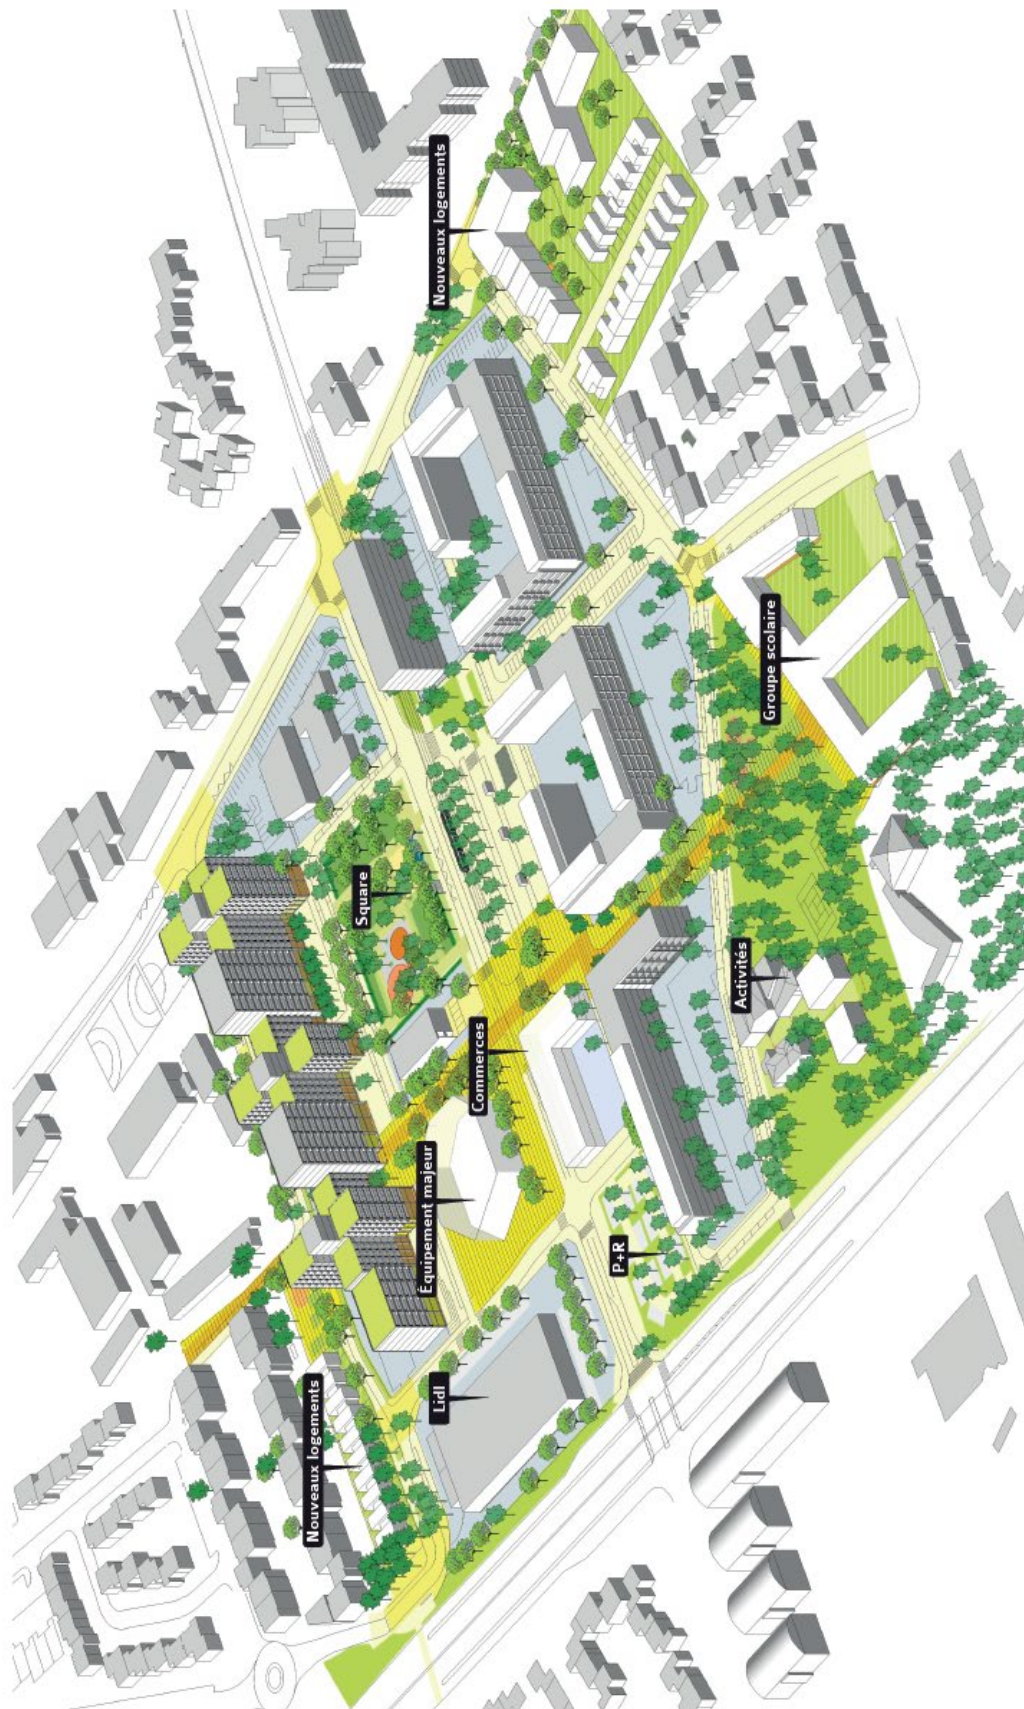 Nouveaux logements
Square
Lidl
Équipement majeur
Nouveaux logements
Commerces
P+R
Activités
Groupe scolaire